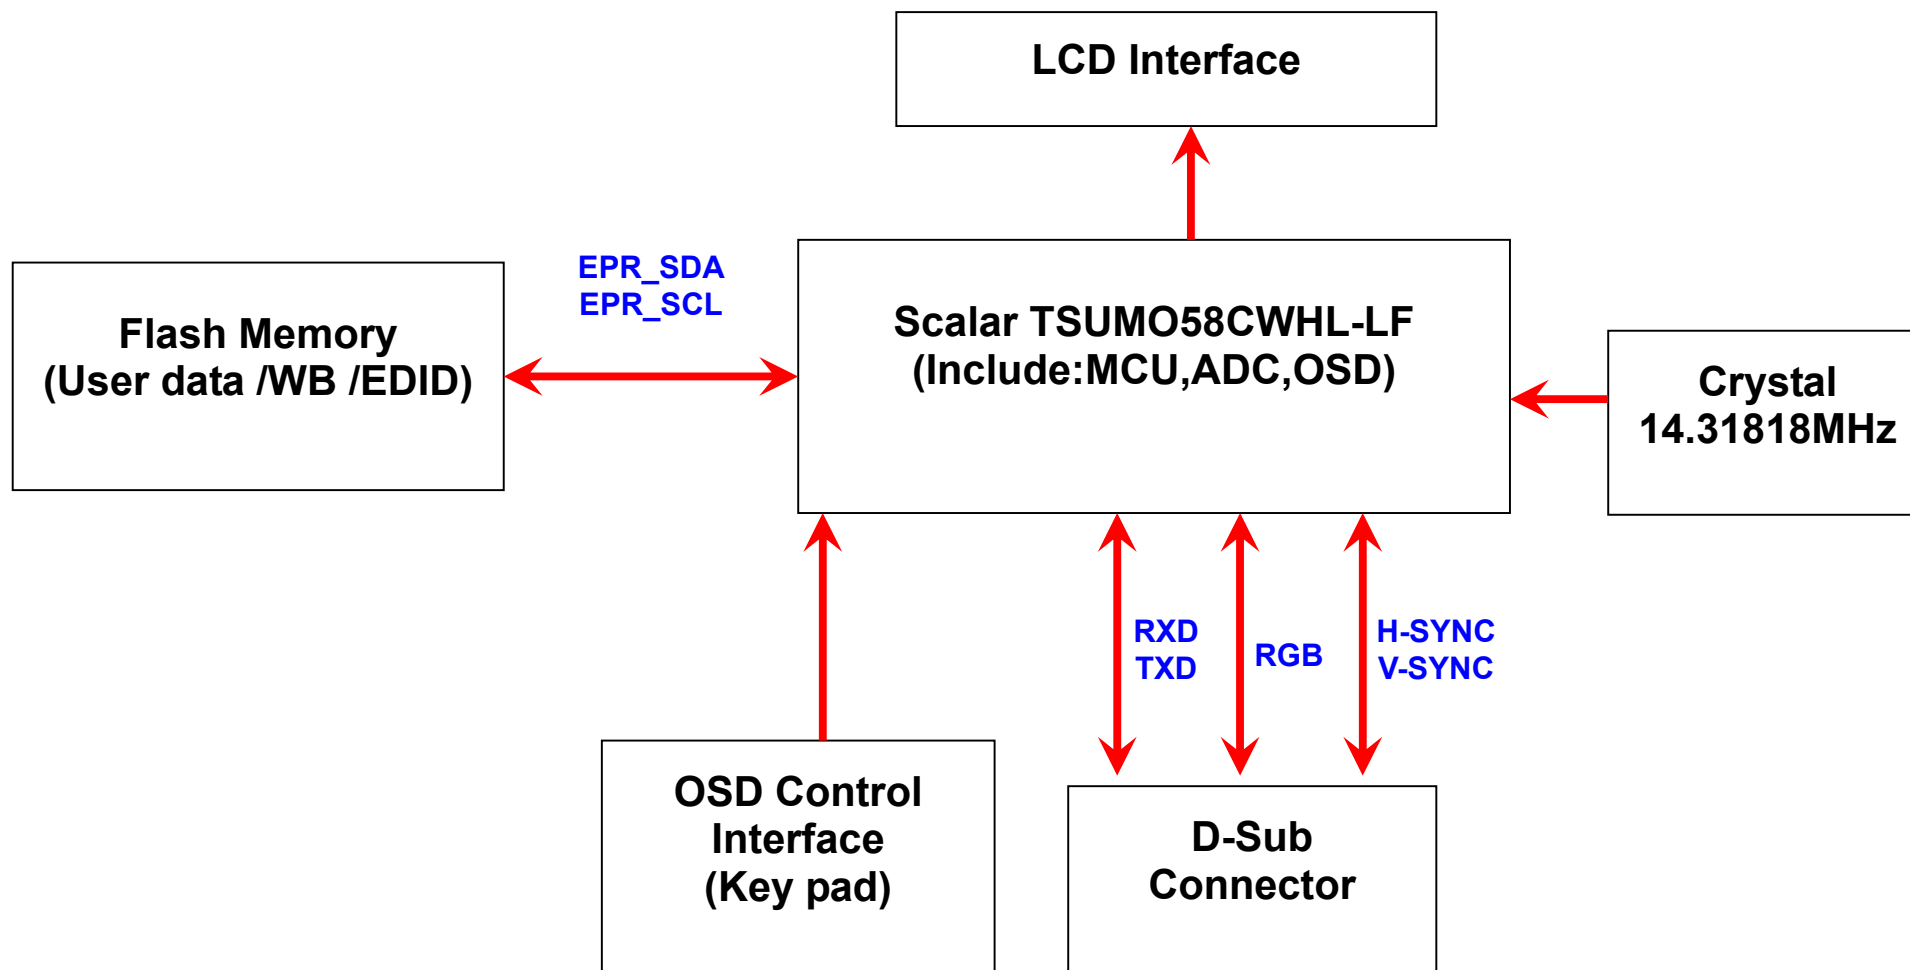 LCD Interface
EPR_SDA
EPR_SCL
Flash Memory
(User data /WB /EDID)
Scalar TSUMO58CWHL-LF
(Include:MCU,ADC,OSD)
Crystal
14.31818MHz
RXD
TXD
RGB
H-SYNC
V-SYNC
OSD Control
Interface
(Key pad)
D-Sub
Connector